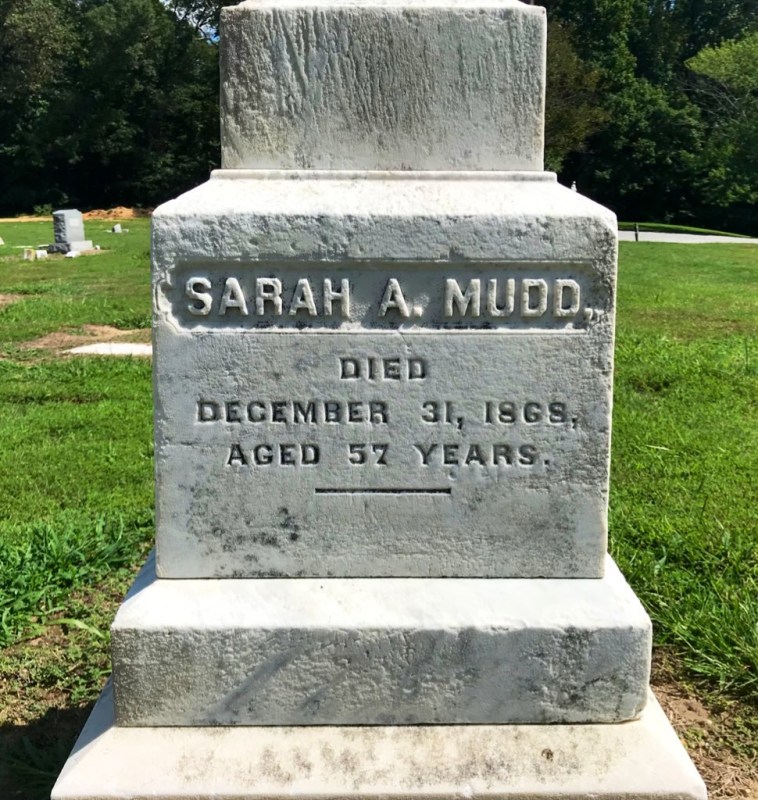 SARAH A. MUDD,
DIED
DECEMBER 31, 1868,
AGED 57 YEARS.